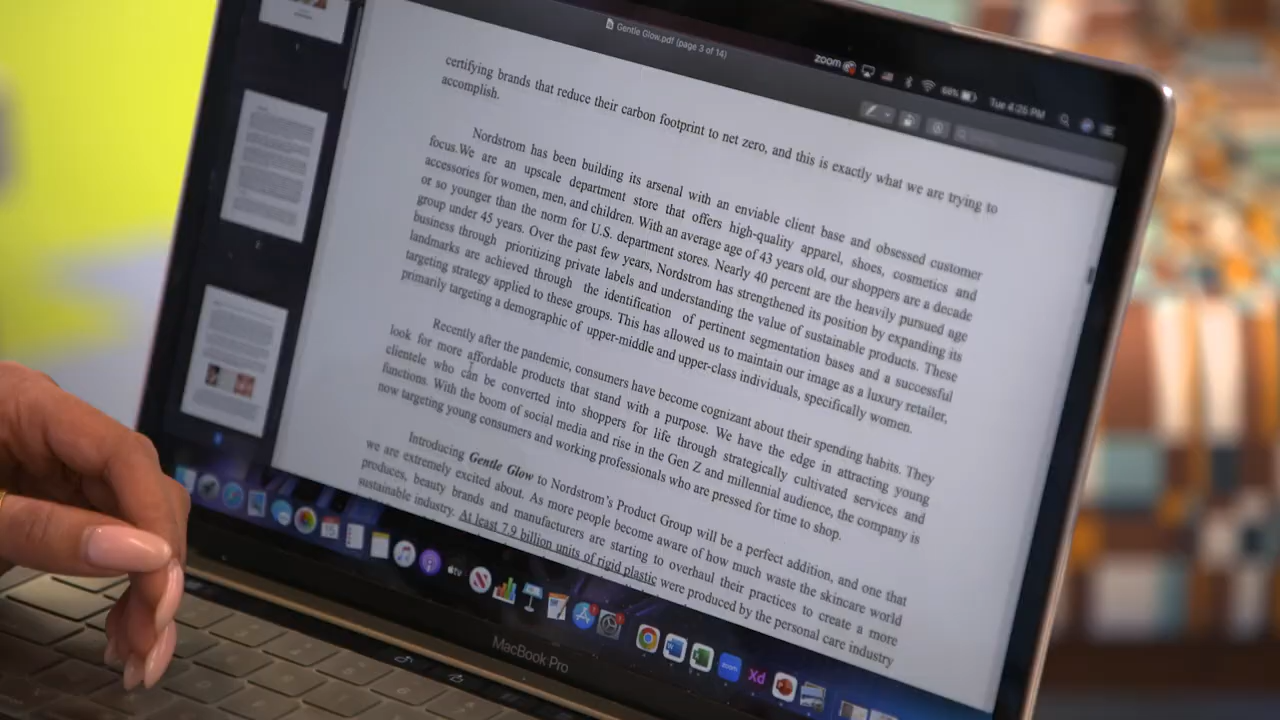 Gentle Glow.pdf (page 3 of 14)
zoom 68% Tue 4:25 PM
certifying brands that reduce their carbon footprint to net zero, and this is exactly what we are trying to
accomplish.
Nordstrom has been building its arsenal with an enviable client base and obsessed customer
focus.We are an upscale department store that offers high-quality apparel, shoes, cosmetics and
accessories for women, men, and children. With an average age of 43 years old, our shoppers are a decade
or so younger than the norm for U.S. department stores. Nearly 40 percent are the heavily pursued age
group under 45 years. Over the past few years, Nordstrom has strengthened its position by expanding its
business through prioritizing private labels and understanding the value of sustainable products. These
landmarks are achieved through the identification of pertinent segmentation bases and a successful
targeting strategy applied to these groups. This has allowed us to maintain our image as a luxury retailer,
primarily targeting a demographic of upper-middle and upper-class individuals, specifically women.
Recently after the pandemic, consumers have become cognizant about their spending habits. They
look for more affordable products that stand with a purpose. We have the edge in attracting young
clientele who can be converted into shoppers for life through strategically cultivated services and
functions. With the boom of social media and rise in the Gen Z and millennial audience, the company is
now targeting young consumers and working professionals who are pressed for time to shop.
Introducing Gentle Glow to Nordstrom's Product Group will be a perfect addition, and one that
we are extremely excited about. As more people become aware of how much waste the skincare world
produces, beauty brands and manufacturers are starting to overhaul their practices to create a more
sustainable industry. At least 7.9 billion units of rigid plastic were produced by the personal care industry
tv
zoom
Xd
MacBook Pro